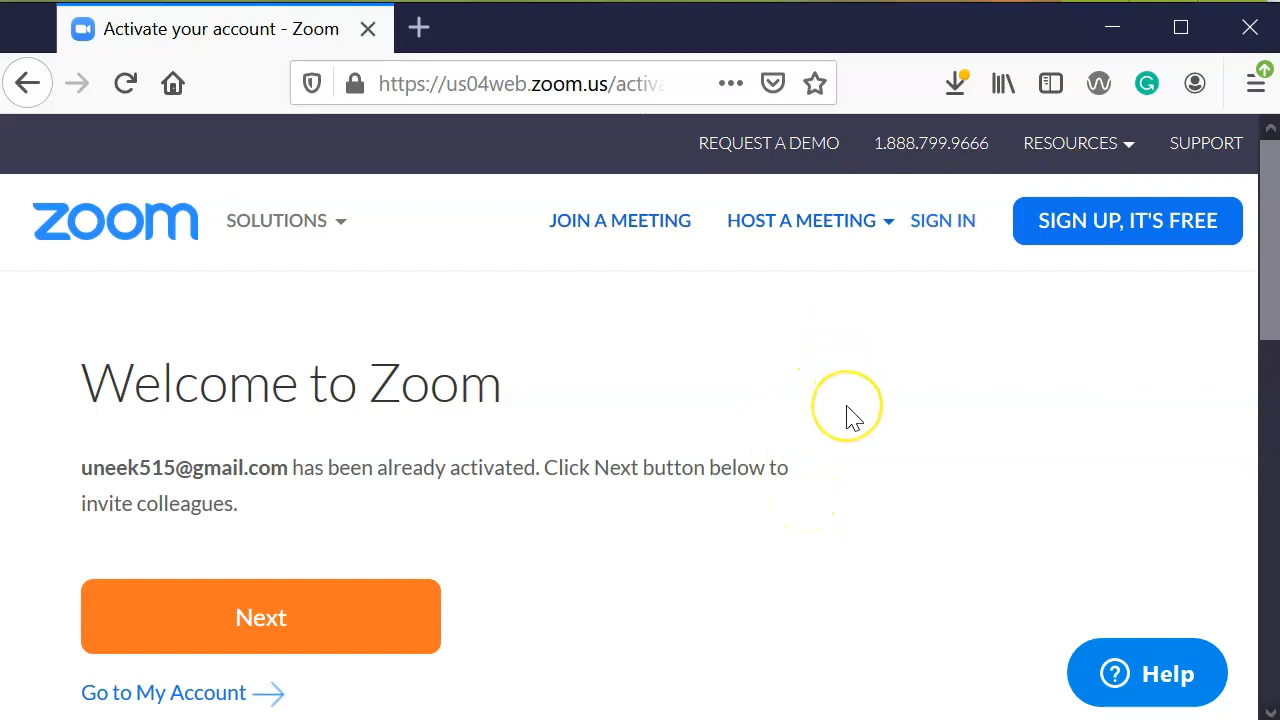 Activate your account - Zoom
https://us04web.zoom.us/activa
REQUEST A DEMO 1.888.799.9666 RESOURCES SUPPORT
zoom SOLUTIONS JOIN A MEETING HOST A MEETING SIGN IN SIGN UP, IT'S FREE
Welcome to Zoom
uneek515@gmail.com has been already activated. Click Next button below to
invite colleagues.
Next
Go to My Account
Help